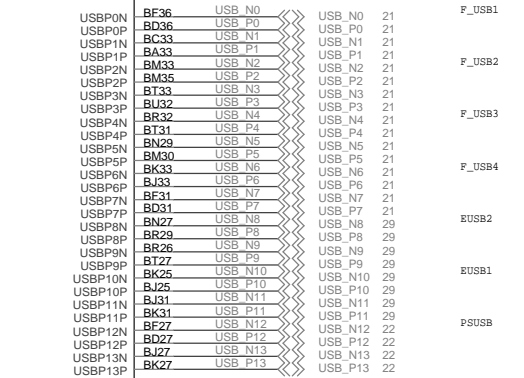 USBP0N BF36 USB_N0 USB_N0 21 F_USB1
USBP0P BD36 USB_P0 USB_P0 21
USBP1N BC33 USB_N1 USB_N1 21
USBP1P BA33 USB_P1 USB_P1 21
USBP2N BM33 USB_N2 USB_N2 21 F_USB2
USBP2P BM35 USB_P2 USB_P2 21
USBP3N BT33 USB_N3 USB_N3 21
USBP3P BU32 USB_P3 USB_P3 21
USBP4N BR32 USB_N4 USB_N4 21 F_USB3
USBP4P BT31 USB_P4 USB_P4 21
USBP5N BN29 USB_N5 USB_N5 21
USBP5P BM30 USB_P5 USB_P5 21
USBP6N BK33 USB_N6 USB_N6 21 F_USB4
USBP6P BJ33 USB_P6 USB_P6 21
USBP7N BF31 USB_N7 USB_N7 21
USBP7P BD31 USB_P7 USB_P7 21
USBP8N BN27 USB_N8 USB_N8 29 EUSB2
USBP8P BR29 USB_P8 USB_P8 29
USBP9N BR26 USB_N9 USB_N9 29
USBP9P BT27 USB_P9 USB_P9 29
USBP10N BK25 USB_N10 USB_N10 29 EUSB1
USBP10P BJ25 USB_P10 USB_P10 29
USBP11N BJ31 USB_N11 USB_N11 29
USBP11P BK31 USB_P11 USB_P11 29
USBP12N BF27 USB_N12 USB_N12 22 PSUSB
USBP12P BD27 USB_P12 USB_P12 22
USBP13N BJ27 USB_N13 USB_N13 22
USBP13P BK27 USB_P13 USB_P13 22